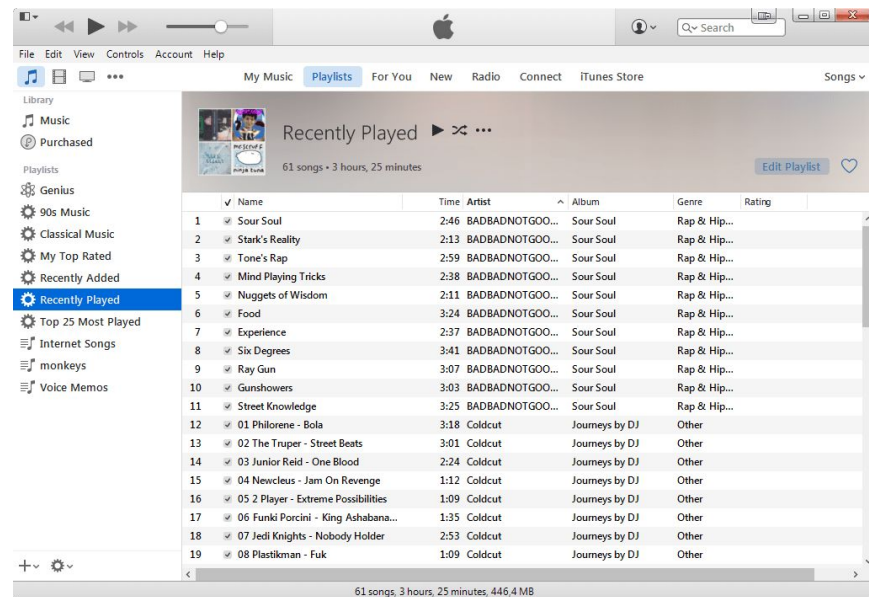 Search
File Edit View Controls Account Help
My Music Playlists For You New Radio Connect iTunes Store Songs
Library
Music
Purchased
Playlists
Genius
90s Music
Classical Music
My Top Rated
Recently Added
Recently Played
Top 25 Most Played
Internet Songs
monkeys
Voice Memos
Recently Played
61 songs • 3 hours, 25 minutes
Edit Playlist
ninja tune
Name Time Artist Album Genre Rating
1 Sour Soul 2:46 BADBADNOTGOO... Sour Soul Rap & Hip...
2 Stark's Reality 2:13 BADBADNOTGOO... Sour Soul Rap & Hip...
3 Tone's Rap 2:59 BADBADNOTGOO... Sour Soul Rap & Hip...
4 Mind Playing Tricks 2:38 BADBADNOTGOO... Sour Soul Rap & Hip...
5 Nuggets of Wisdom 2:11 BADBADNOTGOO... Sour Soul Rap & Hip...
6 Food 3:24 BADBADNOTGOO... Sour Soul Rap & Hip...
7 Experience 2:37 BADBADNOTGOO... Sour Soul Rap & Hip...
8 Six Degrees 3:41 BADBADNOTGOO... Sour Soul Rap & Hip...
9 Ray Gun 3:07 BADBADNOTGOO... Sour Soul Rap & Hip...
10 Gunshowers 3:03 BADBADNOTGOO... Sour Soul Rap & Hip...
11 Street Knowledge 3:25 BADBADNOTGOO... Sour Soul Rap & Hip...
12 01 Philorene - Bola 3:18 Coldcut Journeys by DJ Other
13 02 The Truper - Street Beats 3:01 Coldcut Journeys by DJ Other
14 03 Junior Reid - One Blood 2:24 Coldcut Journeys by DJ Other
15 04 Newcleus - Jam On Revenge 1:12 Coldcut Journeys by DJ Other
16 05 2 Player - Extreme Possibilities 1:09 Coldcut Journeys by DJ Other
17 06 Funki Porcini - King Ashabana... 1:35 Coldcut Journeys by DJ Other
18 07 Jedi Knights - Nobody Holder 2:53 Coldcut Journeys by DJ Other
19 08 Plastikman - Fuk 1:09 Coldcut Journeys by DJ Other
61 songs, 3 hours, 25 minutes, 446,4 MB